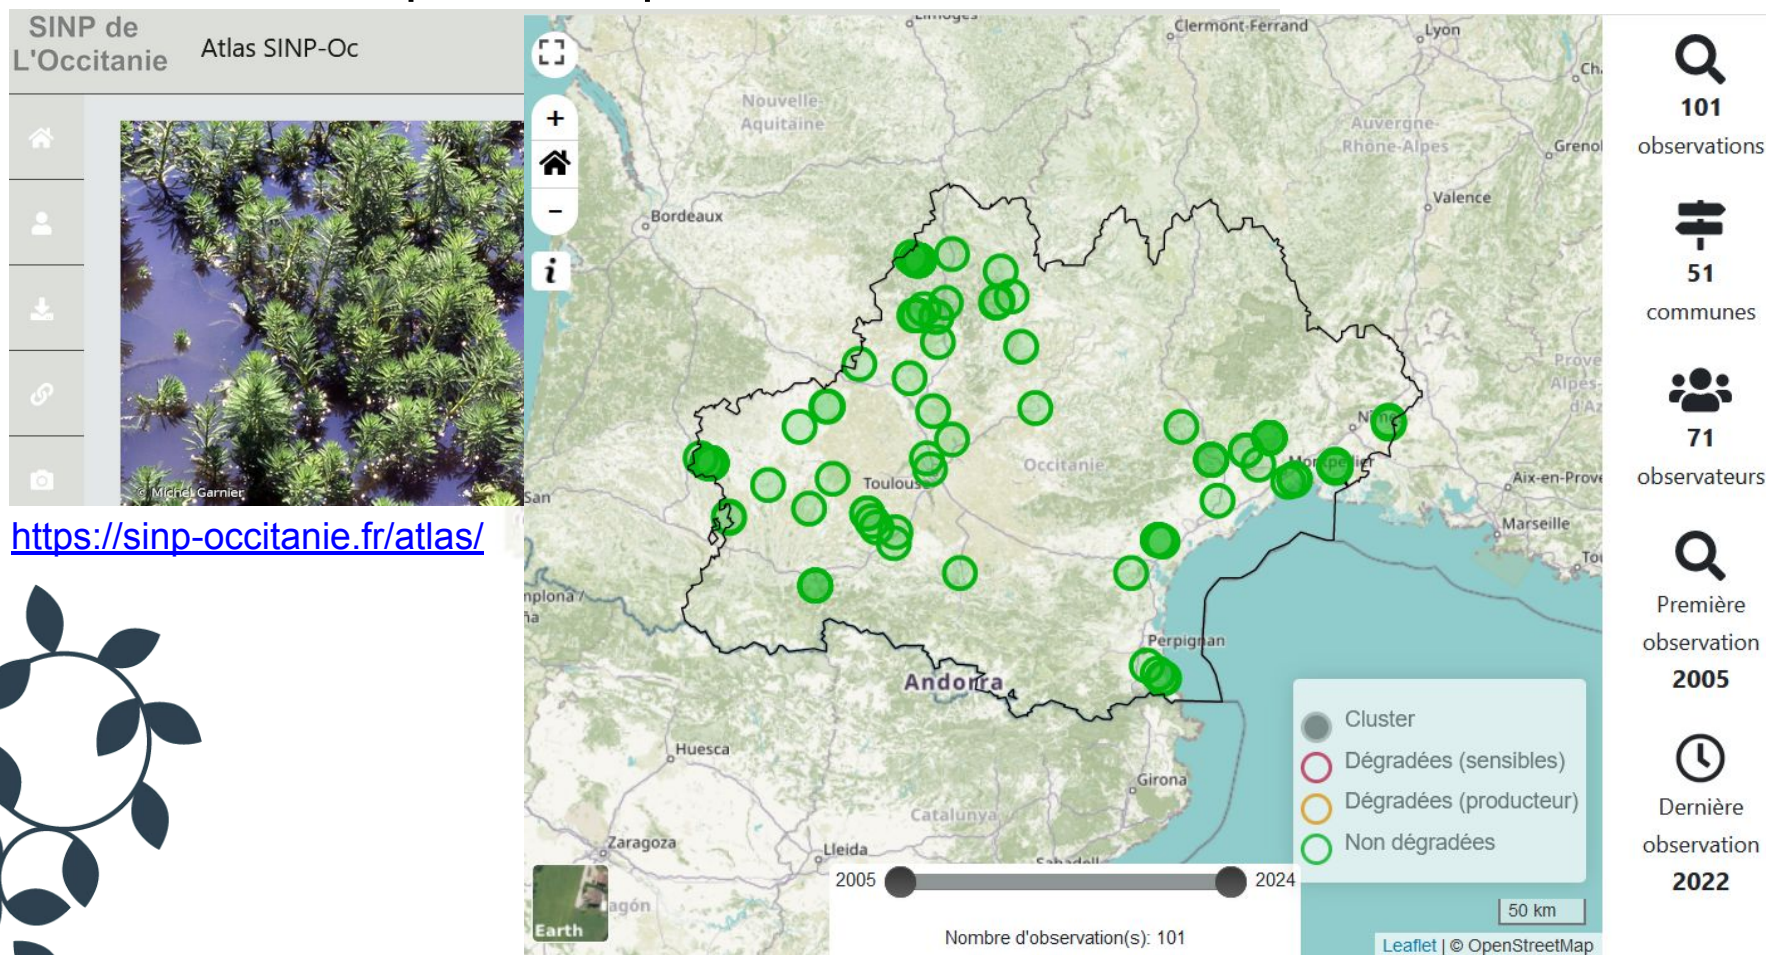 SINP de
L'Occitanie
Atlas SINP-Oc
© Michel Garnier
https://sinp-occitanie.fr/atlas/
Limoges
Clermont-Ferrand
Lyon
Nouvelle-
Aquitaine
Auvergne-
Rhône-Alpes
Bordeaux
Valence
Occitanie
Toulouse
Montpellier
Aix-en-Prove
Marseille
Perpignan
Andorra
Huesca
Girona
Catalunya
Zaragoza
Lleida
+
−
i
Cluster
Dégradées (sensibles)
Dégradées (producteur)
Non dégradées
2005
2024
Earth
50 km
Nombre d'observation(s): 101
Leaflet | © OpenStreetMap
101
observations
51
communes
71
observateurs
Première
observation
2005
Dernière
observation
2022